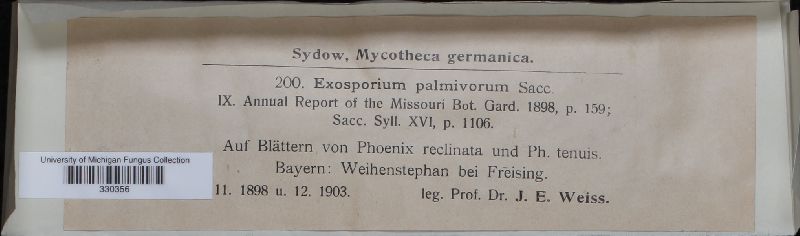 Sydow, Mycotheca germanica.
200. Exosporium palmivorum Sacc.
IX. Annual Report of the Missouri Bot. Gard. 1898, p. 159;
Sacc. Syll. XVI, p. 1106.
Auf Blättern von Phoenix reclinata und Ph. tenuis.
Bayern: Weihenstephan bei Freising.
11. 1898 u. 12. 1903. leg. Prof. Dr. J. E. Weiss.
University of Michigan Fungus Collection
330356